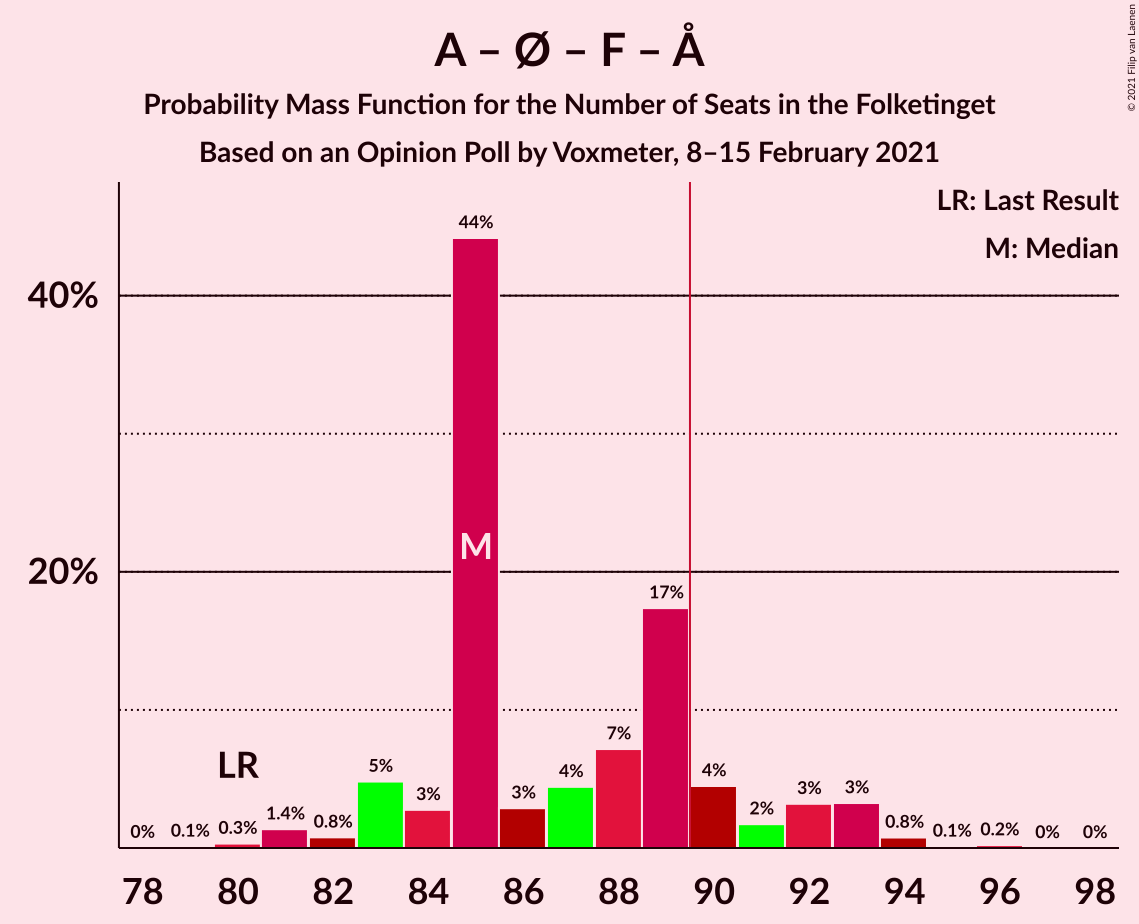 A – Ø – F – Å
Probability Mass Function for the Number of Seats in the Folketinget
Based on an Opinion Poll by Voxmeter, 8–15 February 2021
© 2021 Filip van Laenen
LR: Last Result
M: Median
40%
20%
44%
M
17%
LR
0%
0.1%
0.3%
1.4%
0.8%
5%
3%
3%
4%
7%
4%
2%
3%
3%
0.8%
0.1%
0.2%
0%
0%
78 80 82 84 86 88 90 92 94 96 98